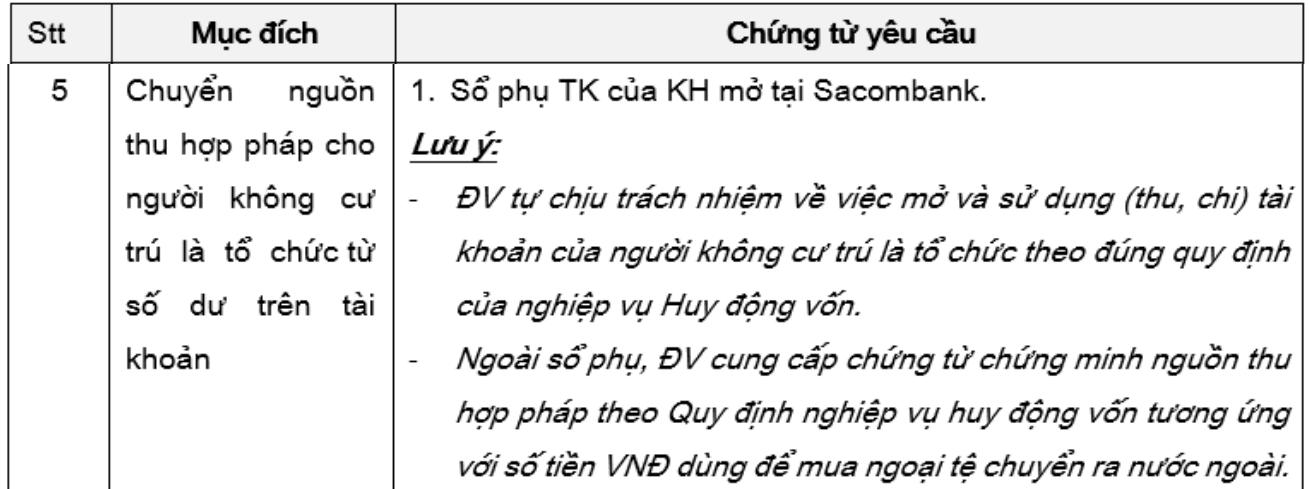 Stt Mục đích Chứng từ yêu cầu
5
Chuyển nguồn
thu hợp pháp cho
người không cư
trú là tổ chức từ
số dư trên tài
khoản
1. Sổ phụ TK của KH mở tại Sacombank.
Lưu ý:
- ĐV tự chịu trách nhiệm về việc mở và sử dụng (thu, chi) tài
khoản của người không cư trú là tổ chức theo đúng quy định
của nghiệp vụ Huy động vốn.
- Ngoài sổ phụ, ĐV cung cấp chứng từ chứng minh nguồn thu
hợp pháp theo Quy định nghiệp vụ huy động vốn tương ứng
với số tiền VNĐ dùng để mua ngoại tệ chuyển ra nước ngoài.